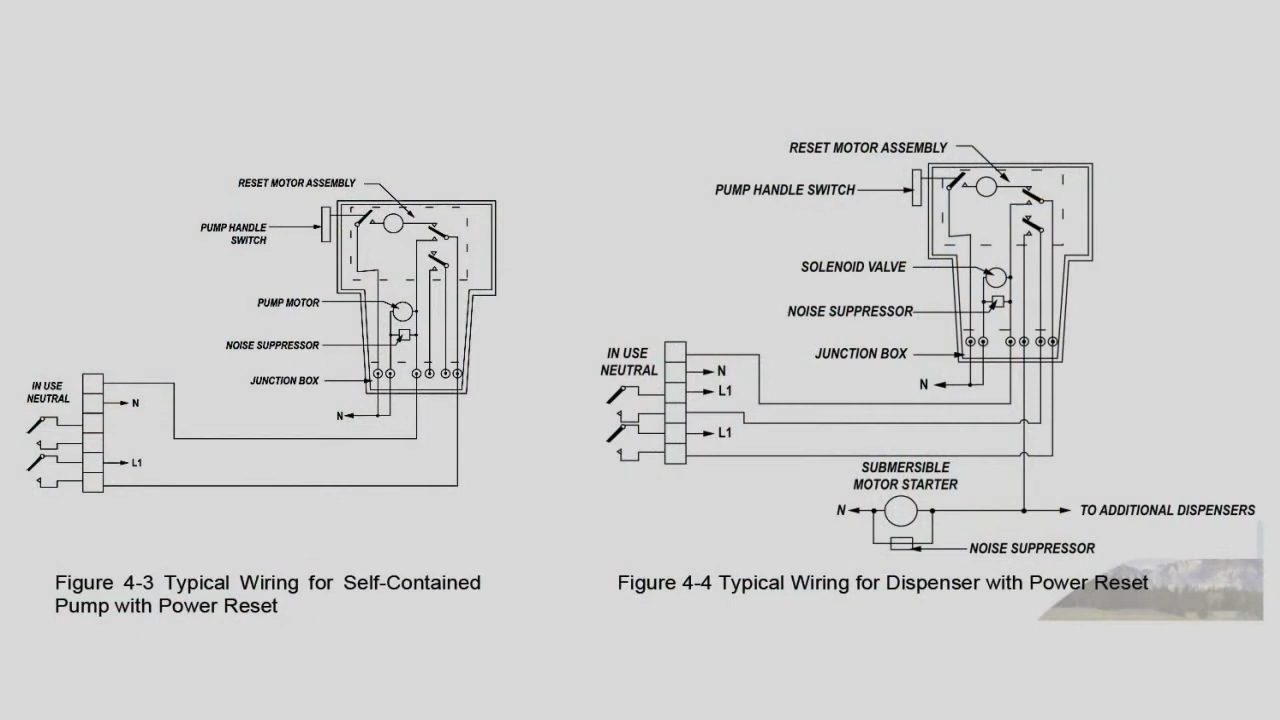 RESET MOTOR ASSEMBLY
PUMP HANDLE
SWITCH
PUMP MOTOR
NOISE SUPPRESSOR
JUNCTION BOX
IN USE
NEUTRAL
N
N
L1
Figure 4-3 Typical Wiring for Self-Contained
Pump with Power Reset
RESET MOTOR ASSEMBLY
PUMP HANDLE SWITCH
SOLENOID VALVE
NOISE SUPPRESSOR
JUNCTION BOX
IN USE
NEUTRAL
N
L1
N
L1
SUBMERSIBLE
MOTOR STARTER
N
TO ADDITIONAL DISPENSERS
NOISE SUPPRESSOR
Figure 4-4 Typical Wiring for Dispenser with Power Reset